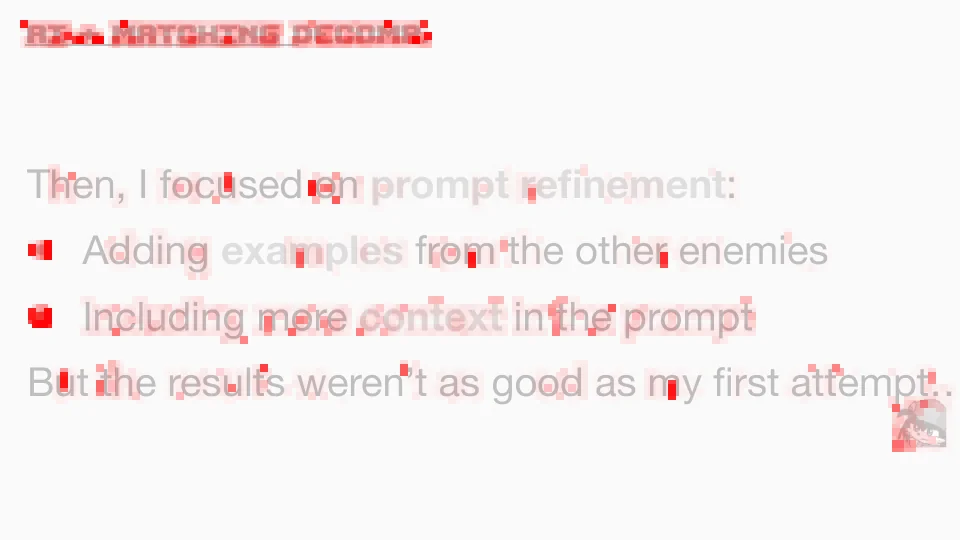 AI + MATCHING DECOMP.
Then, I focused on prompt refinement:
Adding examples from the other enemies
Including more context in the prompt
But the results weren't as good as my first attempt..